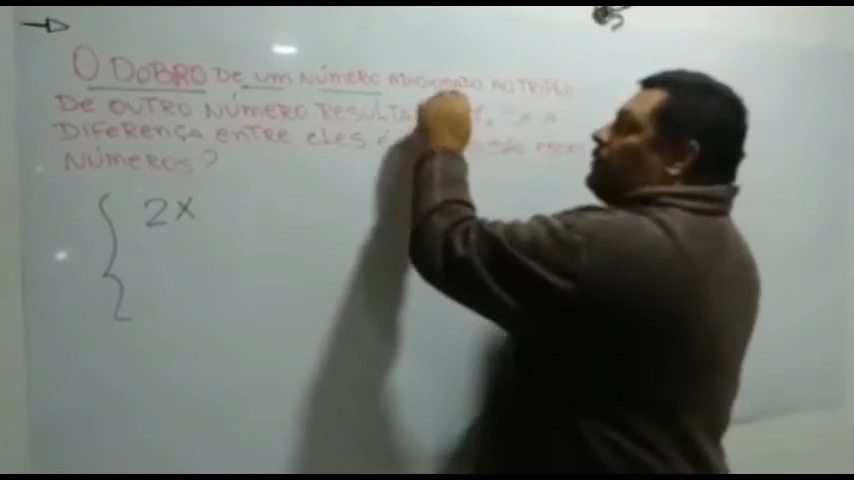 O DOBRO DE UM NÚMERO ADICIONADO AO TRIPLO
DE OUTRO NÚMERO RESULTA
DIFERENÇA ENTRE ELES É
NÚMEROS?
2x